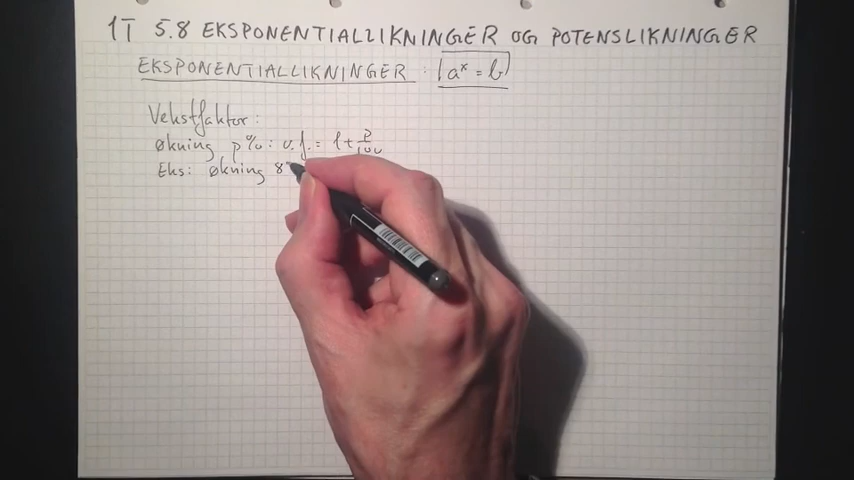 1T 5.8 EKSPONENTIALLIKNINGER OG POTENSLIKNINGER
EKSPONENTIALLIKNINGER : a^x = b
Vekstfaktor:
Økning p%: v.f. = 1 + p/100
Eks: Økning 8